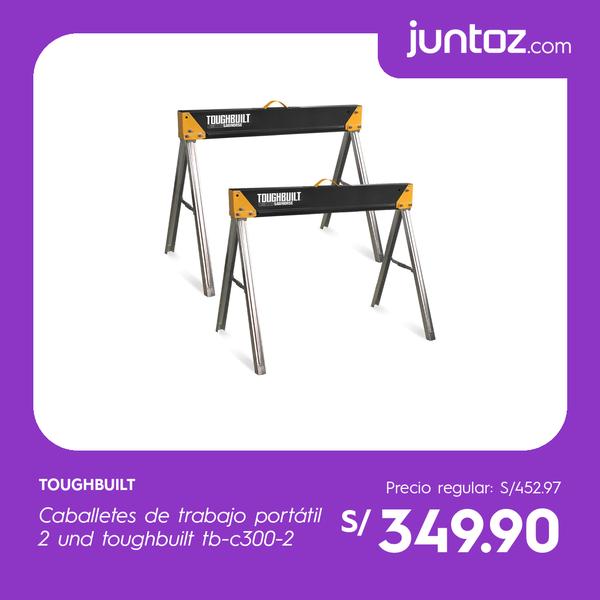 juntoz.com
TOUGHBUILT
TOUGHBUILT
SAWHORSE
TOUGHBUILT
Caballetes de trabajo portátil
2 und toughbuilt tb-c300-2
Precio regular: S/452.97
S/ 349.90